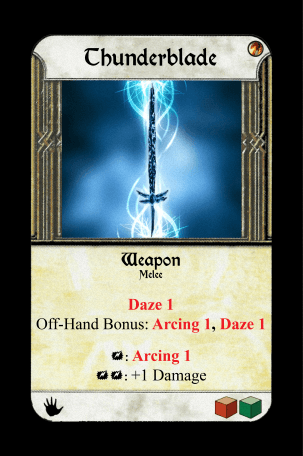 Thunderblade
Weapon
Melee
Daze 1
Off-Hand Bonus: Arcing 1, Daze 1
: Arcing 1
: +1 Damage